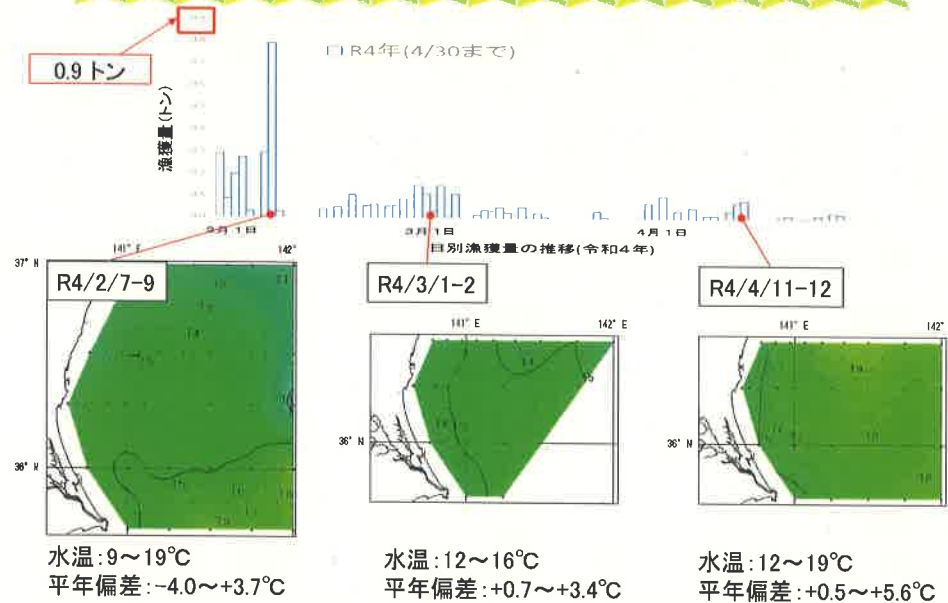 0.9 トン
R4年(4/30まで)
漁獲量(トン)
2月1日
3月1日
4月1日
日別漁獲量の推移(令和4年)
R4/2/7-9
R4/3/1-2
R4/4/11-12
141° E
142°
37° N
36° N
141° E
142° E
36° N
141° E
142°
36° N
水温:9～19℃
平年偏差:-4.0～+3.7℃
水温:12～16℃
平年偏差:+0.7～+3.4℃
水温:12～19℃
平年偏差:+0.5～+5.6℃